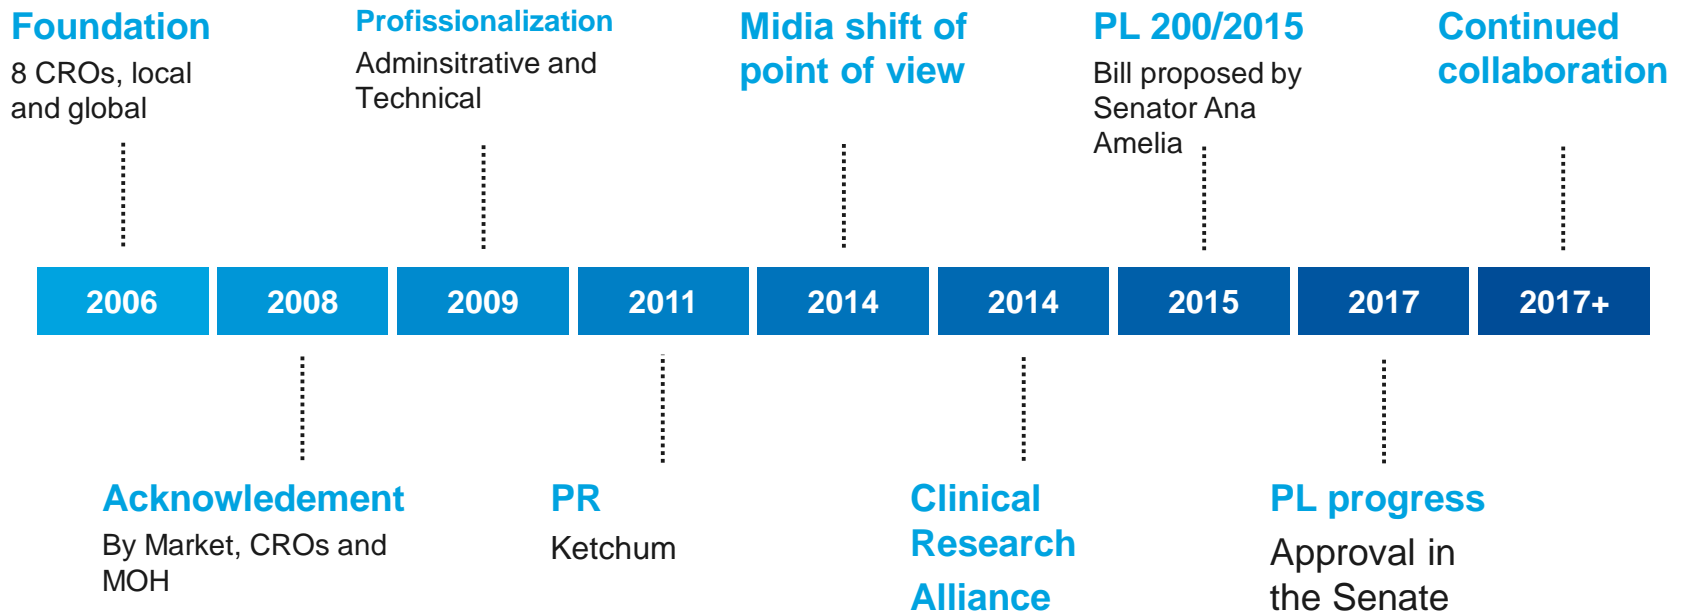 Foundation
8 CROs, local
and global
Profissionalization
Adminsitrative and
Technical
Midia shift of
point of view
PL 200/2015
Bill proposed by
Senator Ana
Amelia
Continued
collaboration
2006
2008
2009
2011
2014
2014
2015
2017
2017+
Acknowledement
By Market, CROs and
MOH
PR
Ketchum
Clinical
Research
Alliance
PL progress
Approval in
the Senate